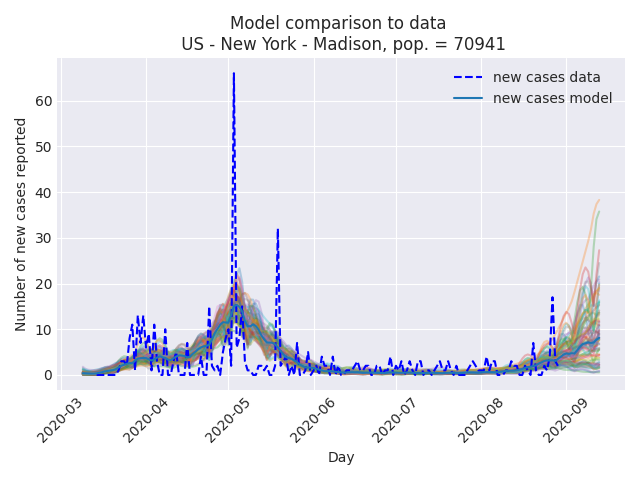 Model comparison to data
US - New York - Madison, pop. = 70941
new cases data
new cases model
Number of new cases reported
60
50
40
30
20
10
0
2020-03
2020-04
2020-05
2020-06
2020-07
2020-08
2020-09
Day